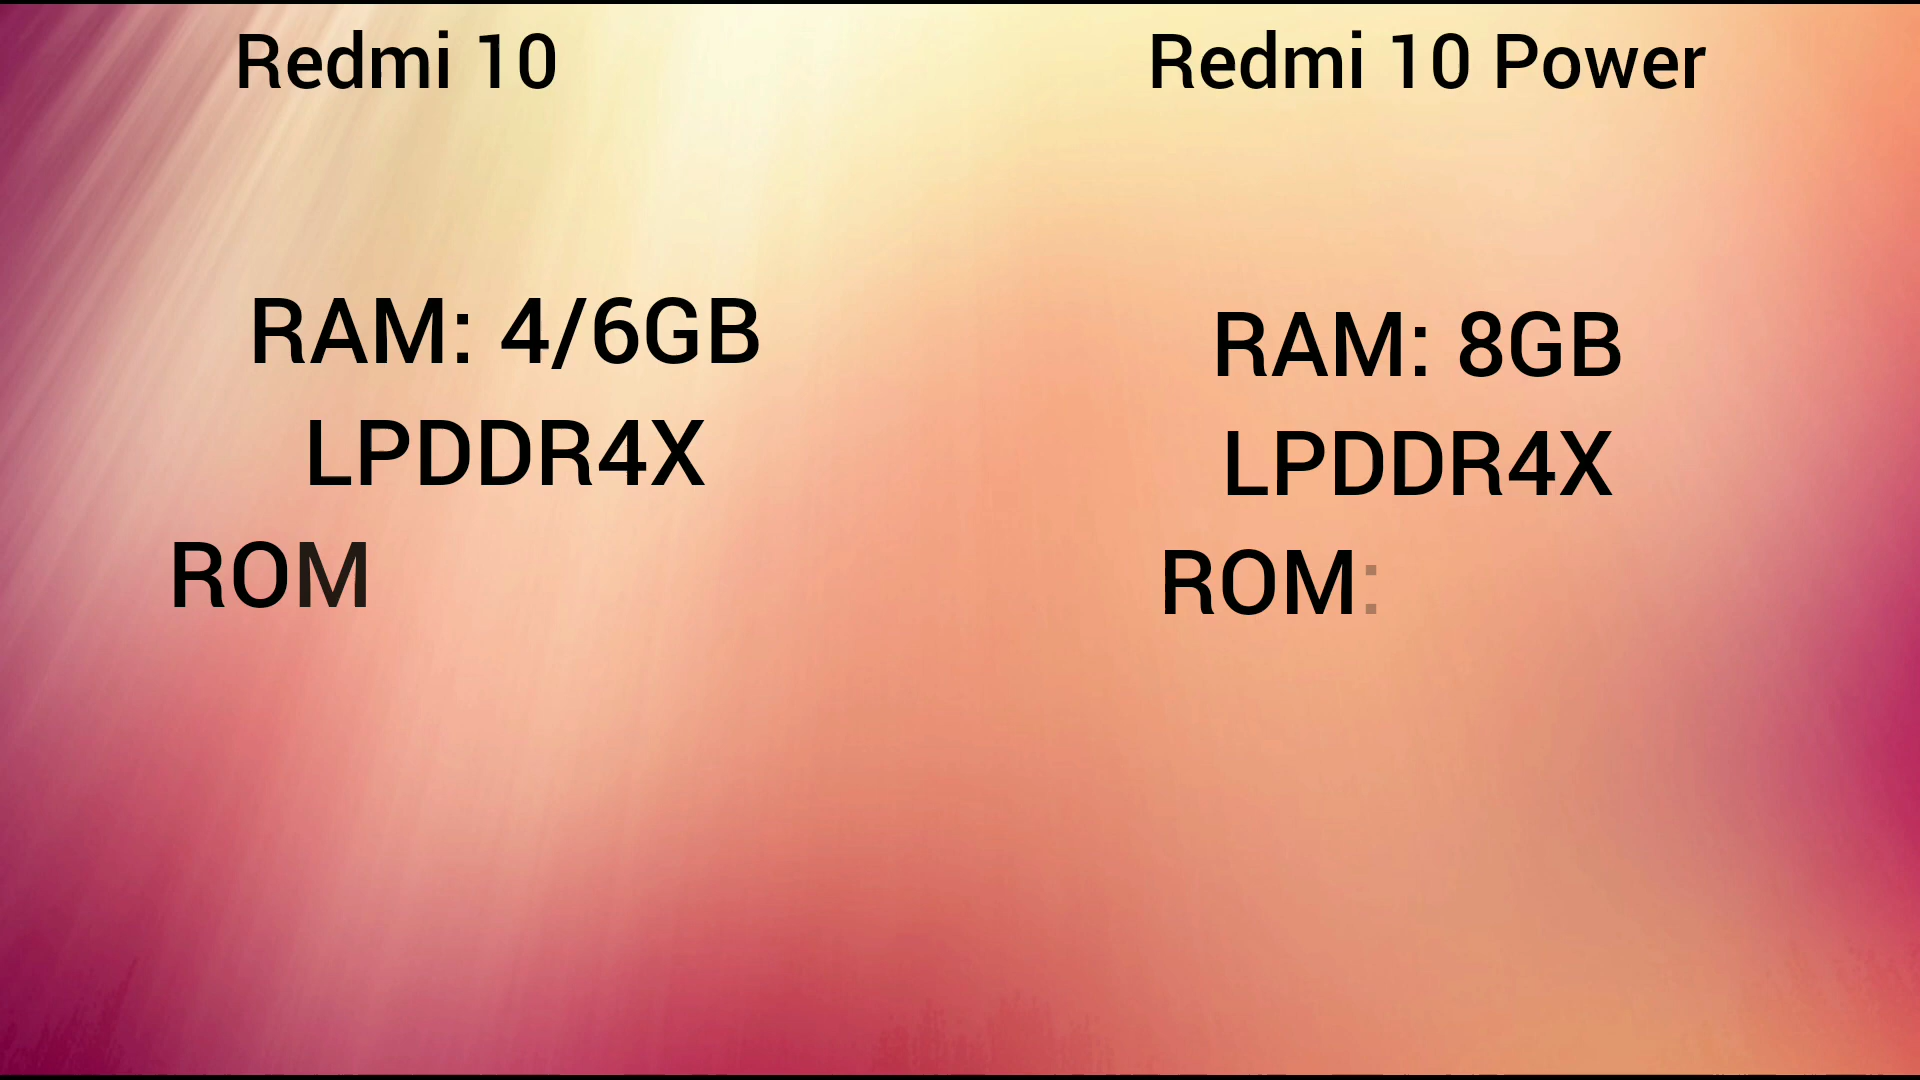 Redmi 10
Redmi 10 Power
RAM: 4/6GB
LPDDR4X
ROM
RAM: 8GB
LPDDR4X
ROM: